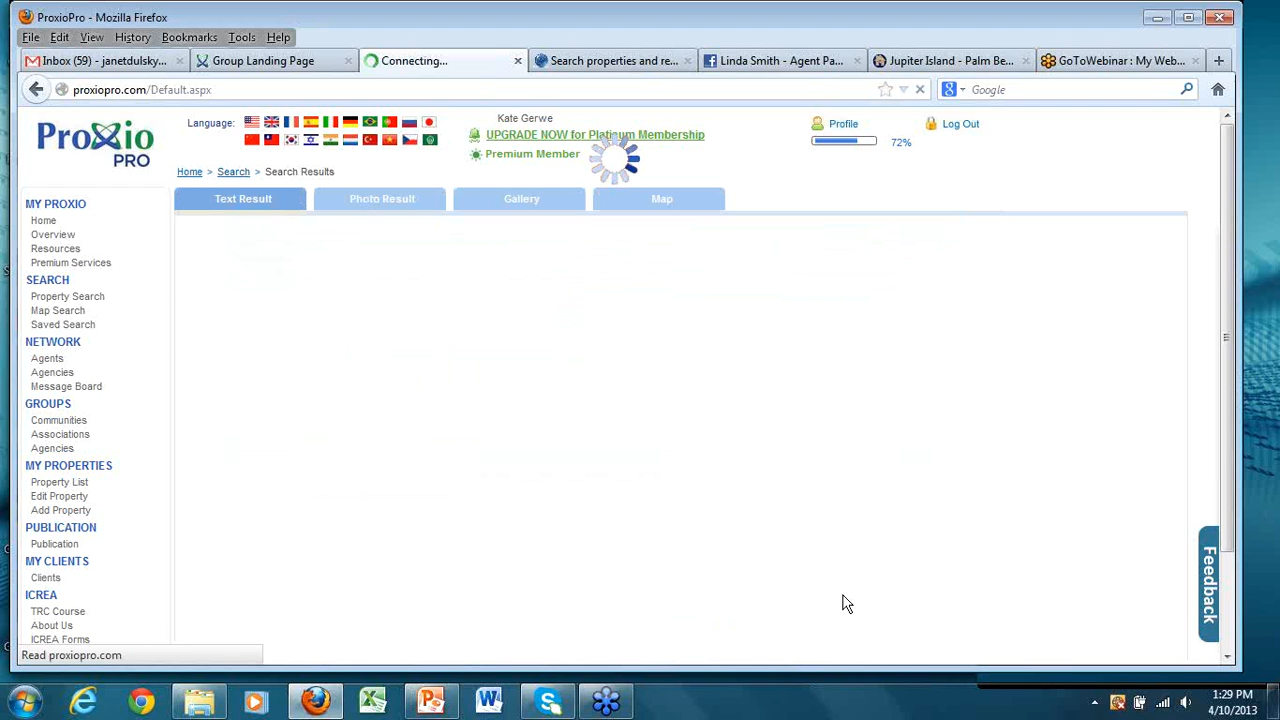 ProxioPro - Mozilla Firefox
File Edit View History Bookmarks Tools Help
Inbox (59) - janetdulsky... × Group Landing Page × Connecting... × Search properties and re... × Linda Smith - Agent Pa... × Jupiter Island - Palm Be... × GoToWebinar : My Web... × +
proxiopro.com/Default.aspx
Google
Proxio PRO
Language:
Kate Gerwe
UPGRADE NOW for Platinum Membership
Premium Member
Profile
72%
Log Out
Home > Search > Search Results
Text Result Photo Result Gallery Map
MY PROXIO
Home
Overview
Resources
Premium Services
SEARCH
Property Search
Map Search
Saved Search
NETWORK
Agents
Agencies
Message Board
GROUPS
Communities
Associations
Agencies
MY PROPERTIES
Property List
Edit Property
Add Property
PUBLICATION
Publication
MY CLIENTS
Clients
ICREA
TRC Course
About Us
ICREA Forms
Feedback
Read proxiopro.com
1:29 PM
4/10/2013